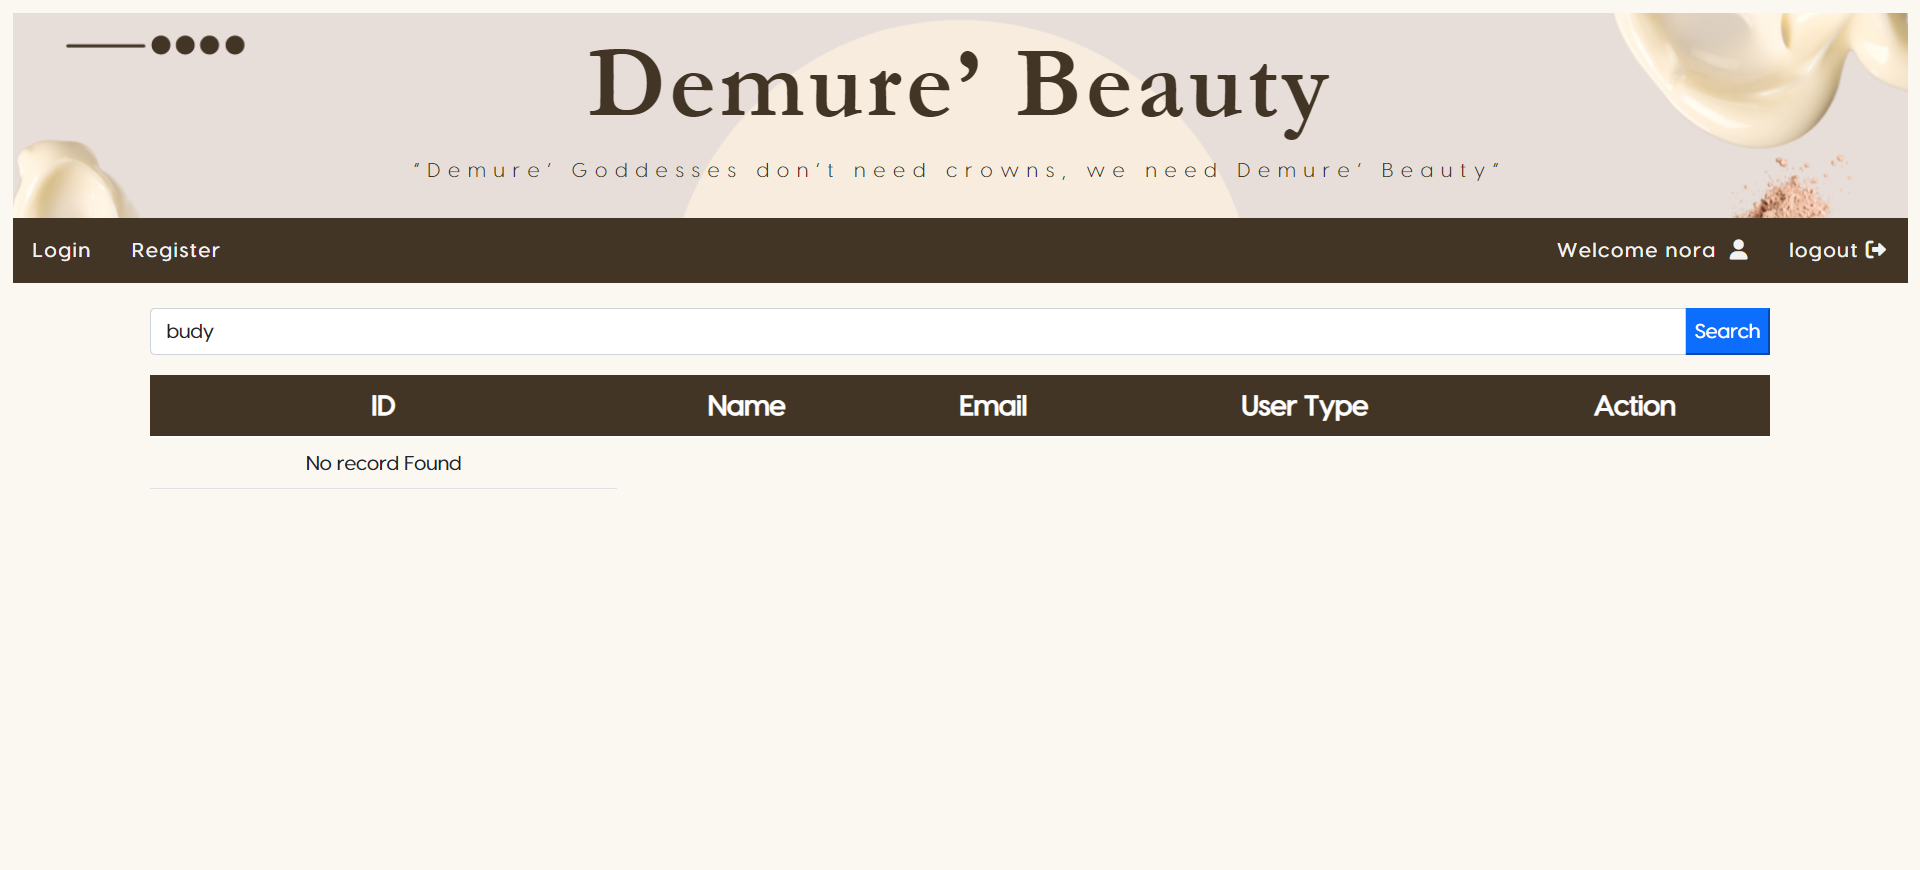 Demure’ Beauty
“Demure’ Goddesses don’t need crowns, we need Demure’ Beauty”
Login Register Welcome nora logout
budy Search
ID Name Email User Type Action
No record Found